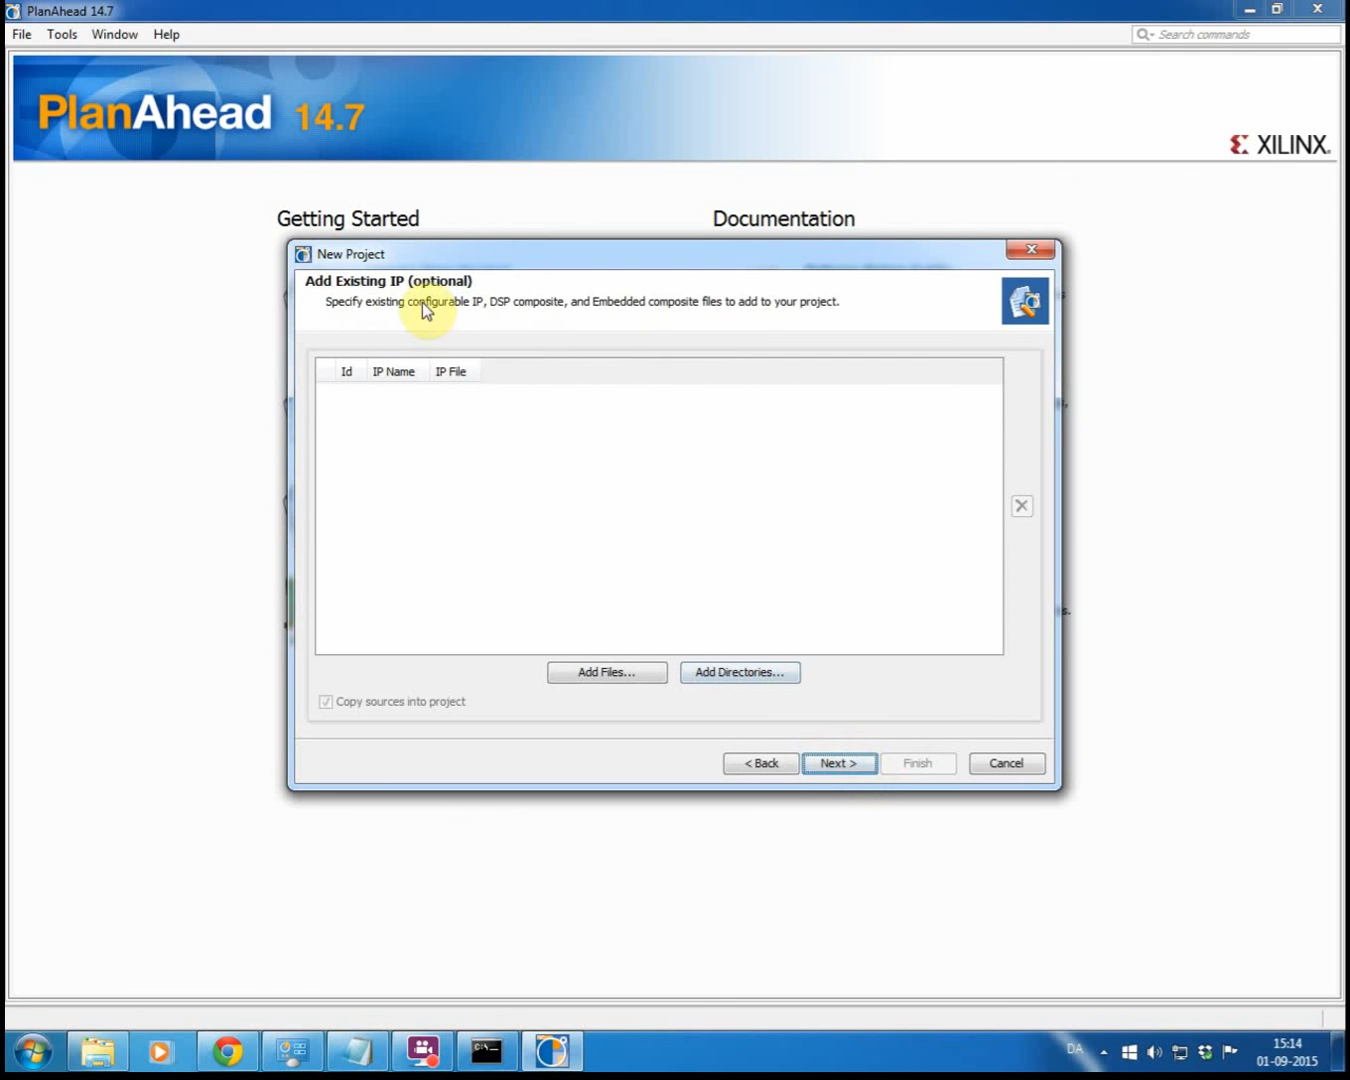 PlanAhead 14.7
File Tools Window Help
Search commands
PlanAhead 14.7
XILINX.
Getting Started
Documentation
New Project
Add Existing IP (optional)
Specify existing configurable IP, DSP composite, and Embedded composite files to add to your project.
Id IP Name IP File
Add Files...
Add Directories...
Copy sources into project
< Back
Next >
Finish
Cancel
C:\_
DA
15:14
01-09-2015